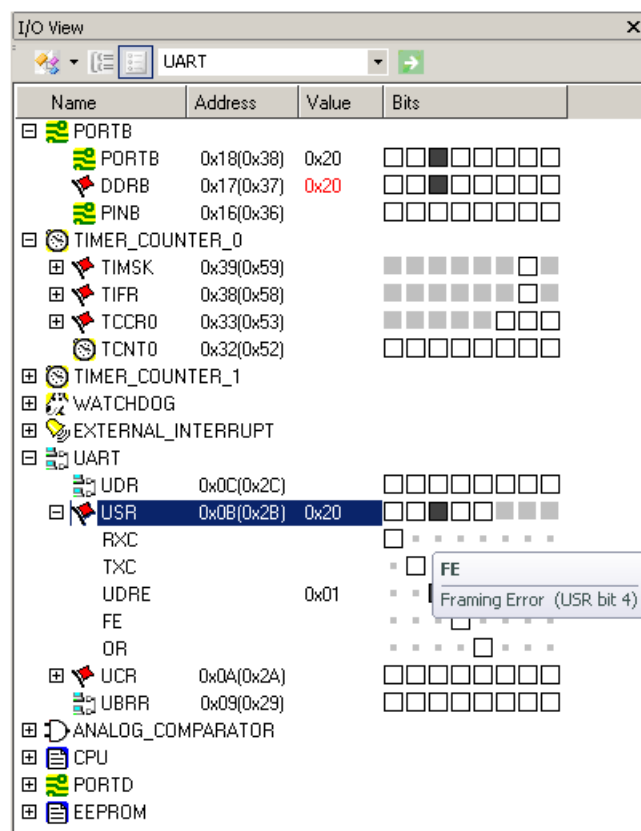 I/O View
UART
Name Address Value Bits
PORTB
PORTB 0x18(0x38) 0x20
DDRB 0x17(0x37) 0x20
PINB 0x16(0x36)
TIMER_COUNTER_0
TIMSK 0x39(0x59)
TIFR 0x38(0x58)
TCCR0 0x33(0x53)
TCNT0 0x32(0x52)
TIMER_COUNTER_1
WATCHDOG
EXTERNAL_INTERRUPT
UART
UDR 0x0C(0x2C)
USR 0x0B(0x2B) 0x20
RXC
TXC
FE
UDRE 0x01
Framing Error (USR bit 4)
FE
OR
UCR 0x0A(0x2A)
UBRR 0x09(0x29)
ANALOG_COMPARATOR
CPU
PORTD
EEPROM